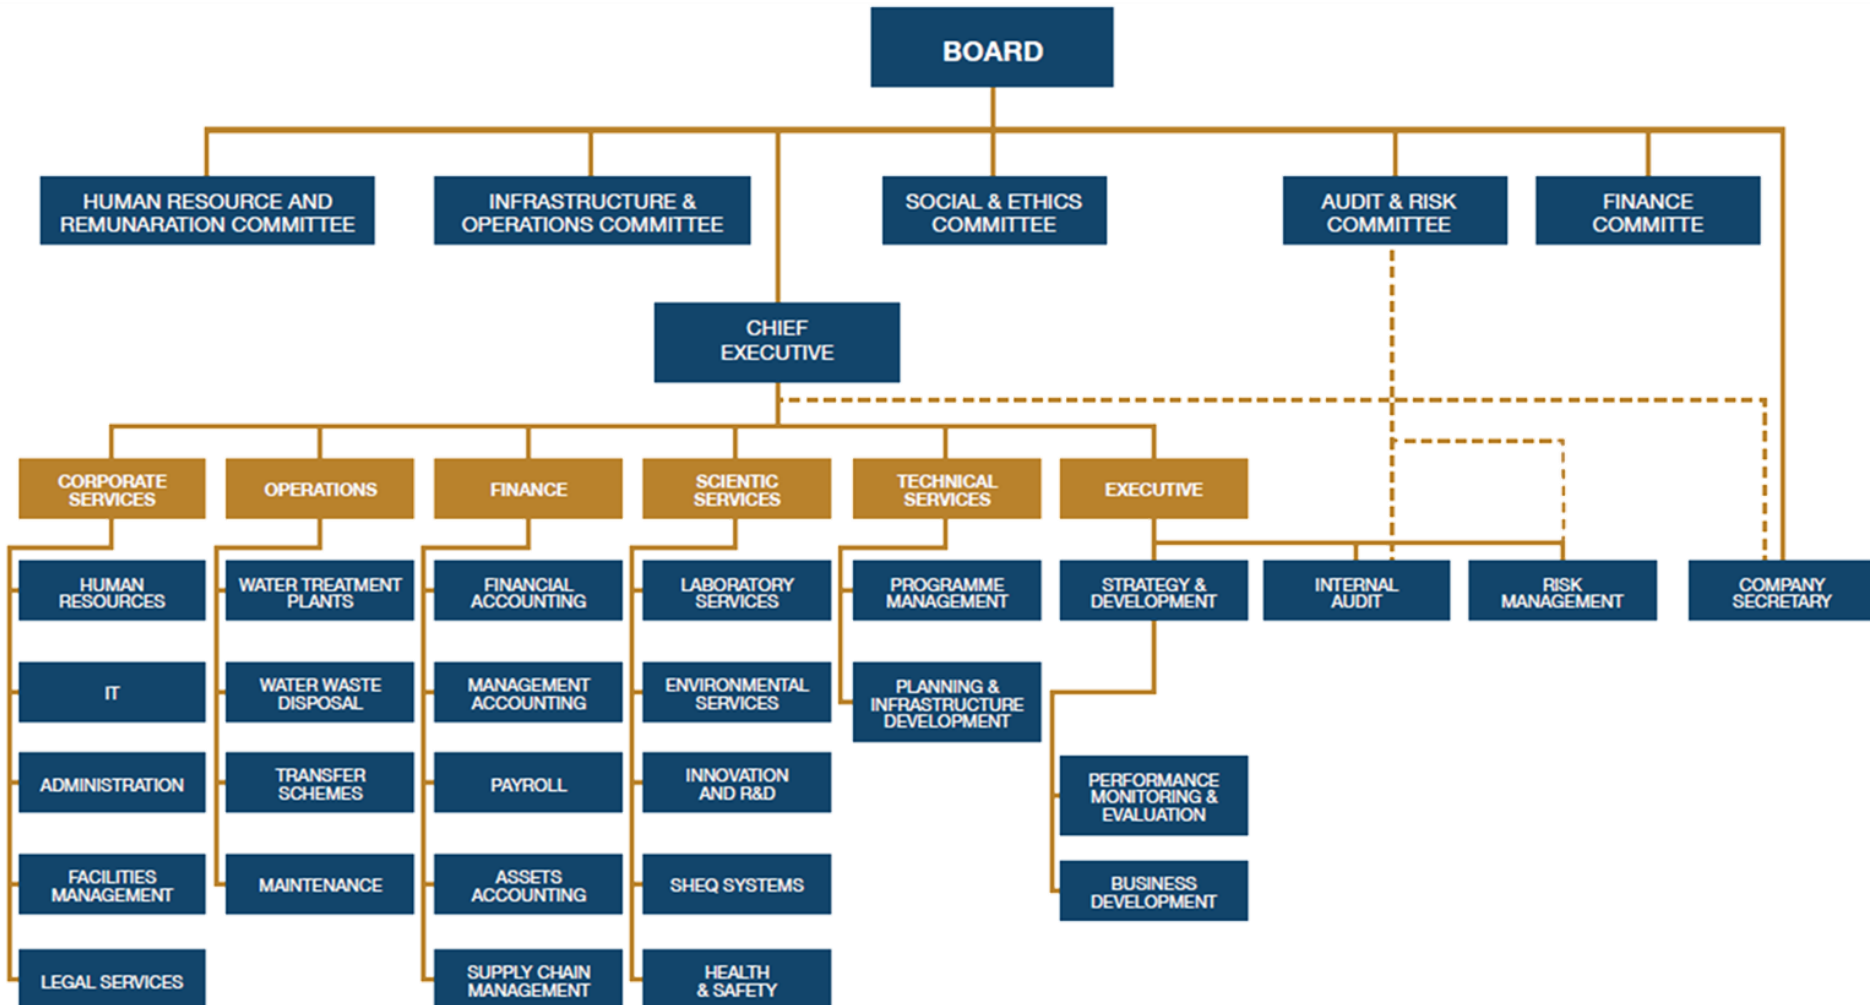 BOARD
HUMAN RESOURCE AND
REMUNARATION COMMITTEE
INFRASTRUCTURE &
OPERATIONS COMMITTEE
SOCIAL & ETHICS
COMMITTEE
AUDIT & RISK
COMMITTEE
FINANCE
COMMITTE
CHIEF
EXECUTIVE
CORPORATE
SERVICES
OPERATIONS
FINANCE
SCIENTIC
SERVICES
TECHNICAL
SERVICES
EXECUTIVE
HUMAN
RESOURCES
IT
ADMINISTRATION
FACILITIES
MANAGEMENT
LEGAL SERVICES
WATER TREATMENT
PLANTS
WATER WASTE
DISPOSAL
TRANSFER
SCHEMES
MAINTENANCE
FINANCIAL
ACCOUNTING
MANAGEMENT
ACCOUNTING
PAYROLL
ASSETS
ACCOUNTING
SUPPLY CHAIN
MANAGEMENT
LABORATORY
SERVICES
ENVIRONMENTAL
SERVICES
INNOVATION
AND R&D
SHEQ SYSTEMS
HEALTH
& SAFETY
PROGRAMME
MANAGEMENT
PLANNING &
INFRASTRUCTURE
DEVELOPMENT
STRATEGY &
DEVELOPMENT
PERFORMANCE
MONITORING &
EVALUATION
BUSINESS
DEVELOPMENT
INTERNAL
AUDIT
RISK
MANAGEMENT
COMPANY
SECRETARY